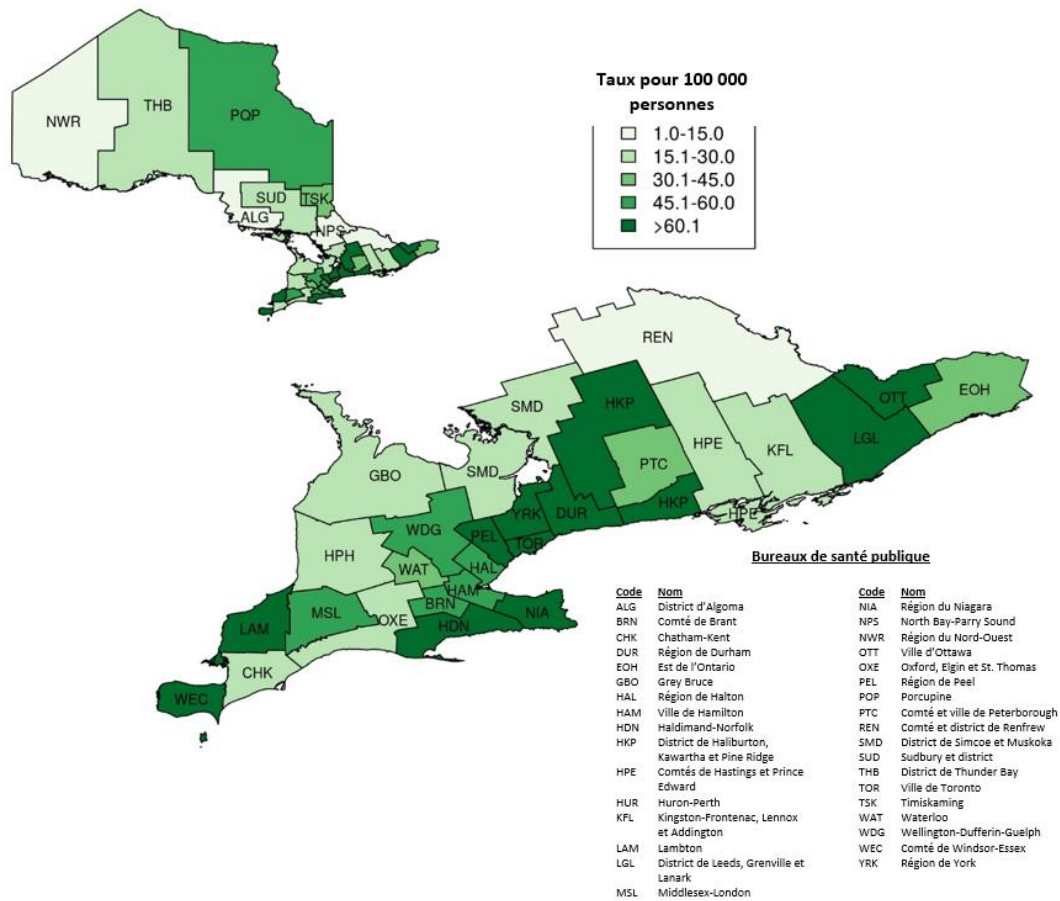 Taux pour 100 000
personnes
1.0-15.0
15.1-30.0
30.1-45.0
45.1-60.0
>60.1
NWR
THB
PQP
SUD
TSK
ALG
NPS
REN
SMD
HKP
OTT
EOH
LGL
HPE
KFL
PTC
GBO
SMD
HKP
HPE
YRK
DUR
WDG
PEL
TOR
HPH
WAT
HAL
HAM
BRN
NIA
LAM
MSL
OXE
HDN
CHK
WEC
Bureaux de santé publique
Code Nom
ALG District d'Algoma
BRN Comté de Brant
CHK Chatham-Kent
DUR Région de Durham
EOH Est de l'Ontario
GBO Grey Bruce
HAL Région de Halton
HAM Ville de Hamilton
HDN Haldimand-Norfolk
HKP District de Haliburton,
Kawartha et Pine Ridge
HPE Comtés de Hastings et Prince
Edward
HUR Huron-Perth
KFL Kingston-Frontenac, Lennox
et Addington
LAM Lambton
LGL District de Leeds, Grenville et
Lanark
MSL Middlesex-London
Code Nom
NIA Région du Niagara
NPS North Bay-Parry Sound
NWR Région du Nord-Ouest
OTT Ville d'Ottawa
OXE Oxford, Elgin et St. Thomas
PEL Région de Peel
POP Porcupine
PTC Comté et ville de Peterborough
REN Comté et district de Renfrew
SMD District de Simcoe et Muskoka
SUD Sudbury et district
THB District de Thunder Bay
TOR Ville de Toronto
TSK Timiskaming
WAT Waterloo
WDG Wellington-Dufferin-Guelph
WEC Comté de Windsor-Essex
YRK Région de York